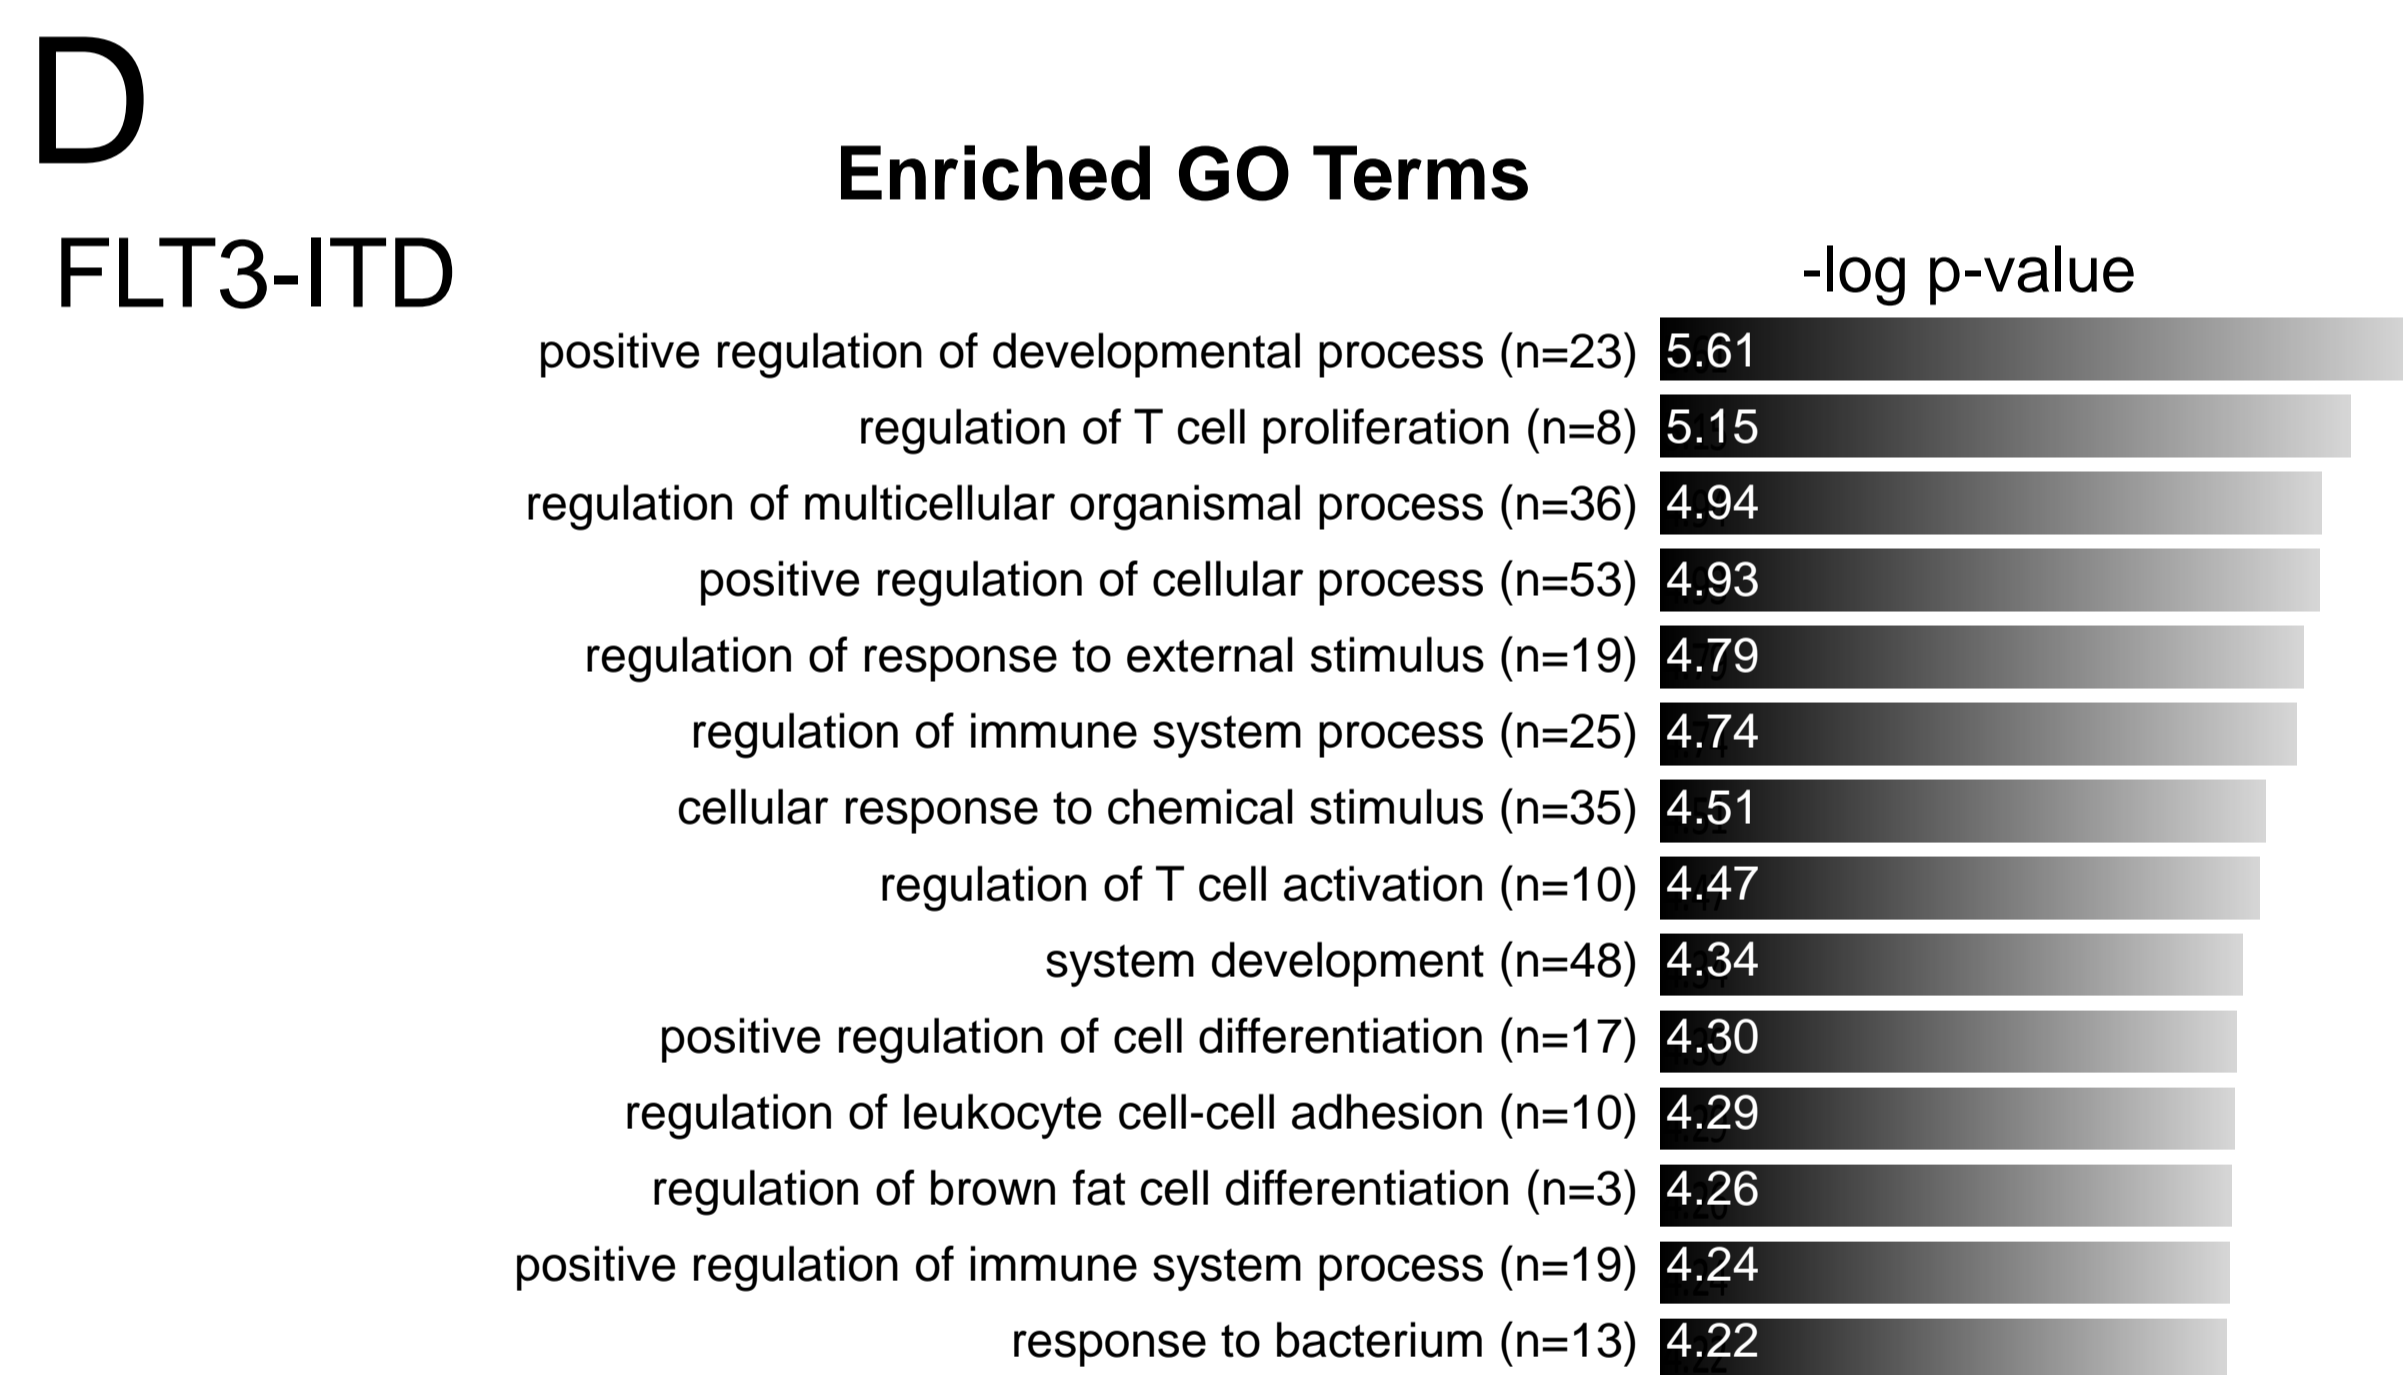 D
Enriched GO Terms
FLT3-ITD
-log p-value
positive regulation of developmental process (n=23) 5.61
regulation of T cell proliferation (n=8) 5.15
regulation of multicellular organismal process (n=36) 4.94
positive regulation of cellular process (n=53) 4.93
regulation of response to external stimulus (n=19) 4.79
regulation of immune system process (n=25) 4.74
cellular response to chemical stimulus (n=35) 4.51
regulation of T cell activation (n=10) 4.47
system development (n=48) 4.34
positive regulation of cell differentiation (n=17) 4.30
regulation of leukocyte cell-cell adhesion (n=10) 4.29
regulation of brown fat cell differentiation (n=3) 4.26
positive regulation of immune system process (n=19) 4.24
response to bacterium (n=13) 4.22